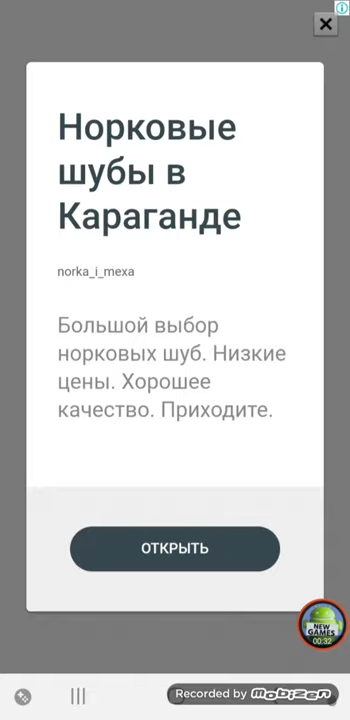 Норковые
шубы в
Караганде
norka_i_mexa
Большой выбор
норковых шуб. Низкие
цены. Хорошее
качество. Приходите.
ОТКРЫТЬ
NEW
GAMES
00:32
Recorded by mobizen